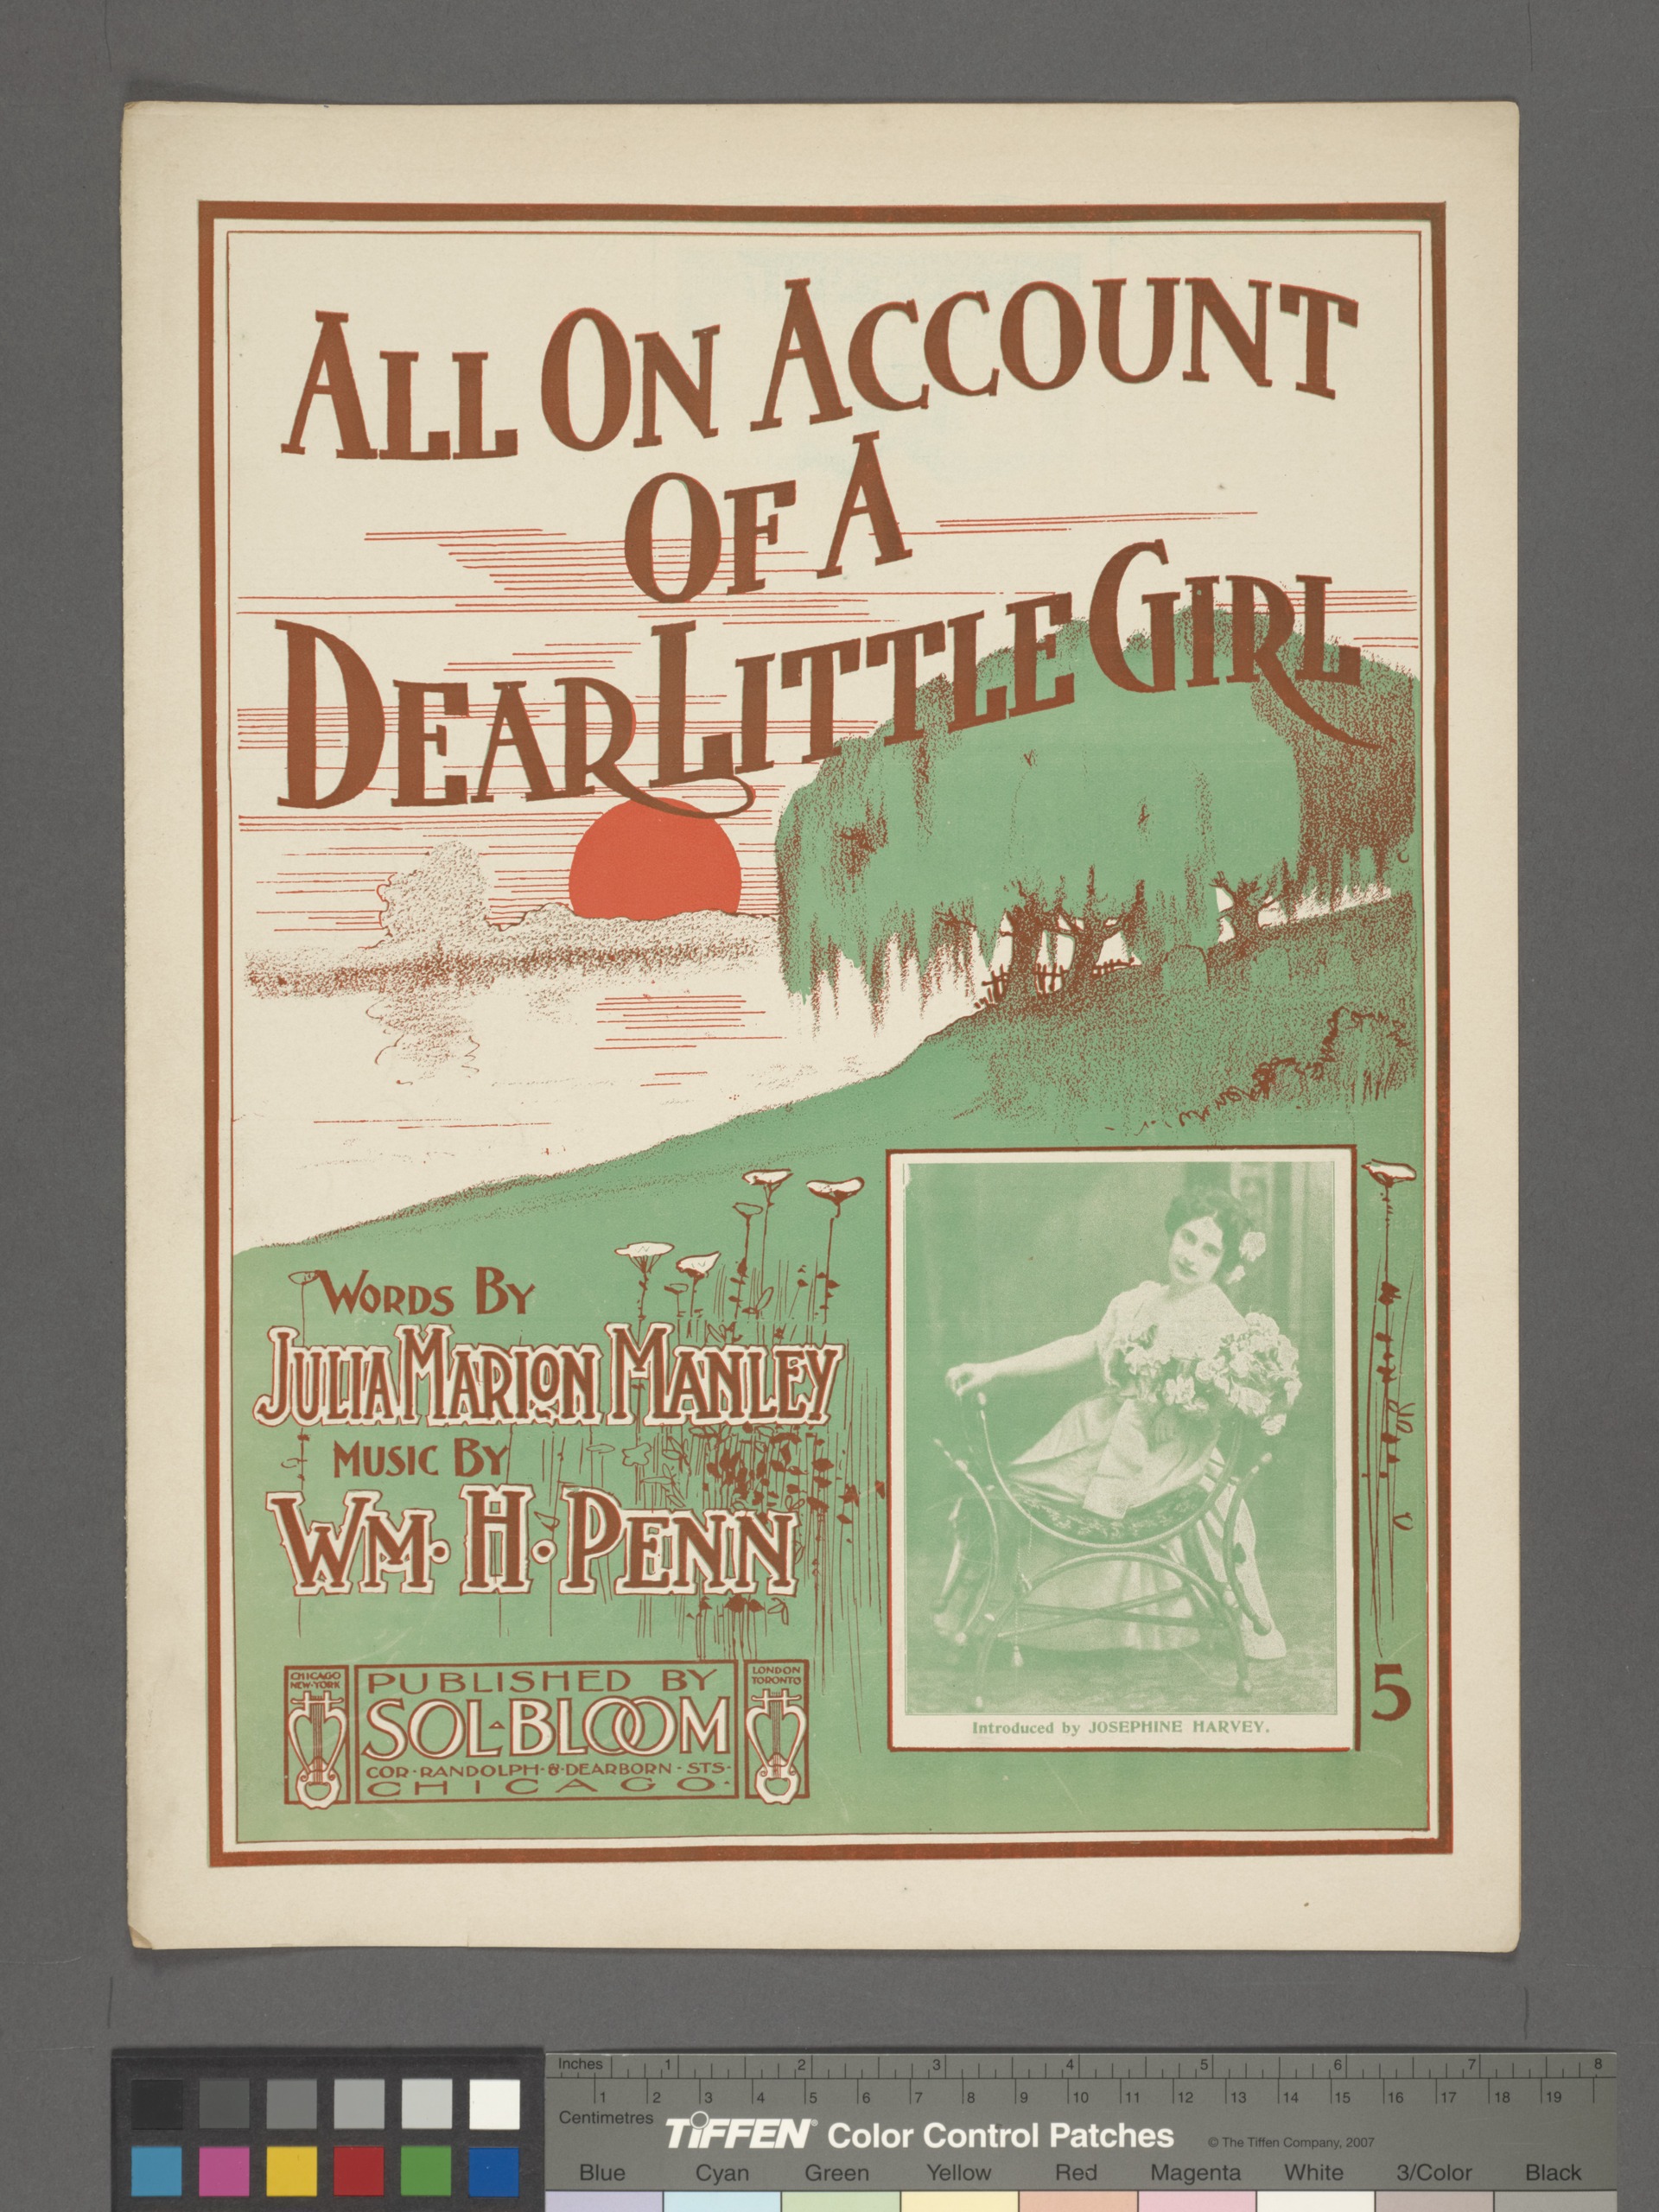 ALL ON ACCOUNT
OF A
DEAR LITTLE GIRL
WORDS BY
JULIA MARION MANLEY
MUSIC BY
WM. H. PENN
CHICAGO
NEW-YORK
PUBLISHED BY
SOL-BLOOM
COR-RANDOLPH-&-DEARBORN-STS-
CHICAGO.
LONDON
TORONTO
Introduced by JOSEPHINE HARVEY.
5
Inches 1 2 3 4 5 6 7 8
1 2 3 4 5 6 7 8 9 10 11 12 13 14 15 16 17 18 19
Centimetres
TIFFEN® Color Control Patches © The Tiffen Company, 2007
Blue Cyan Green Yellow Red Magenta White 3/Color Black